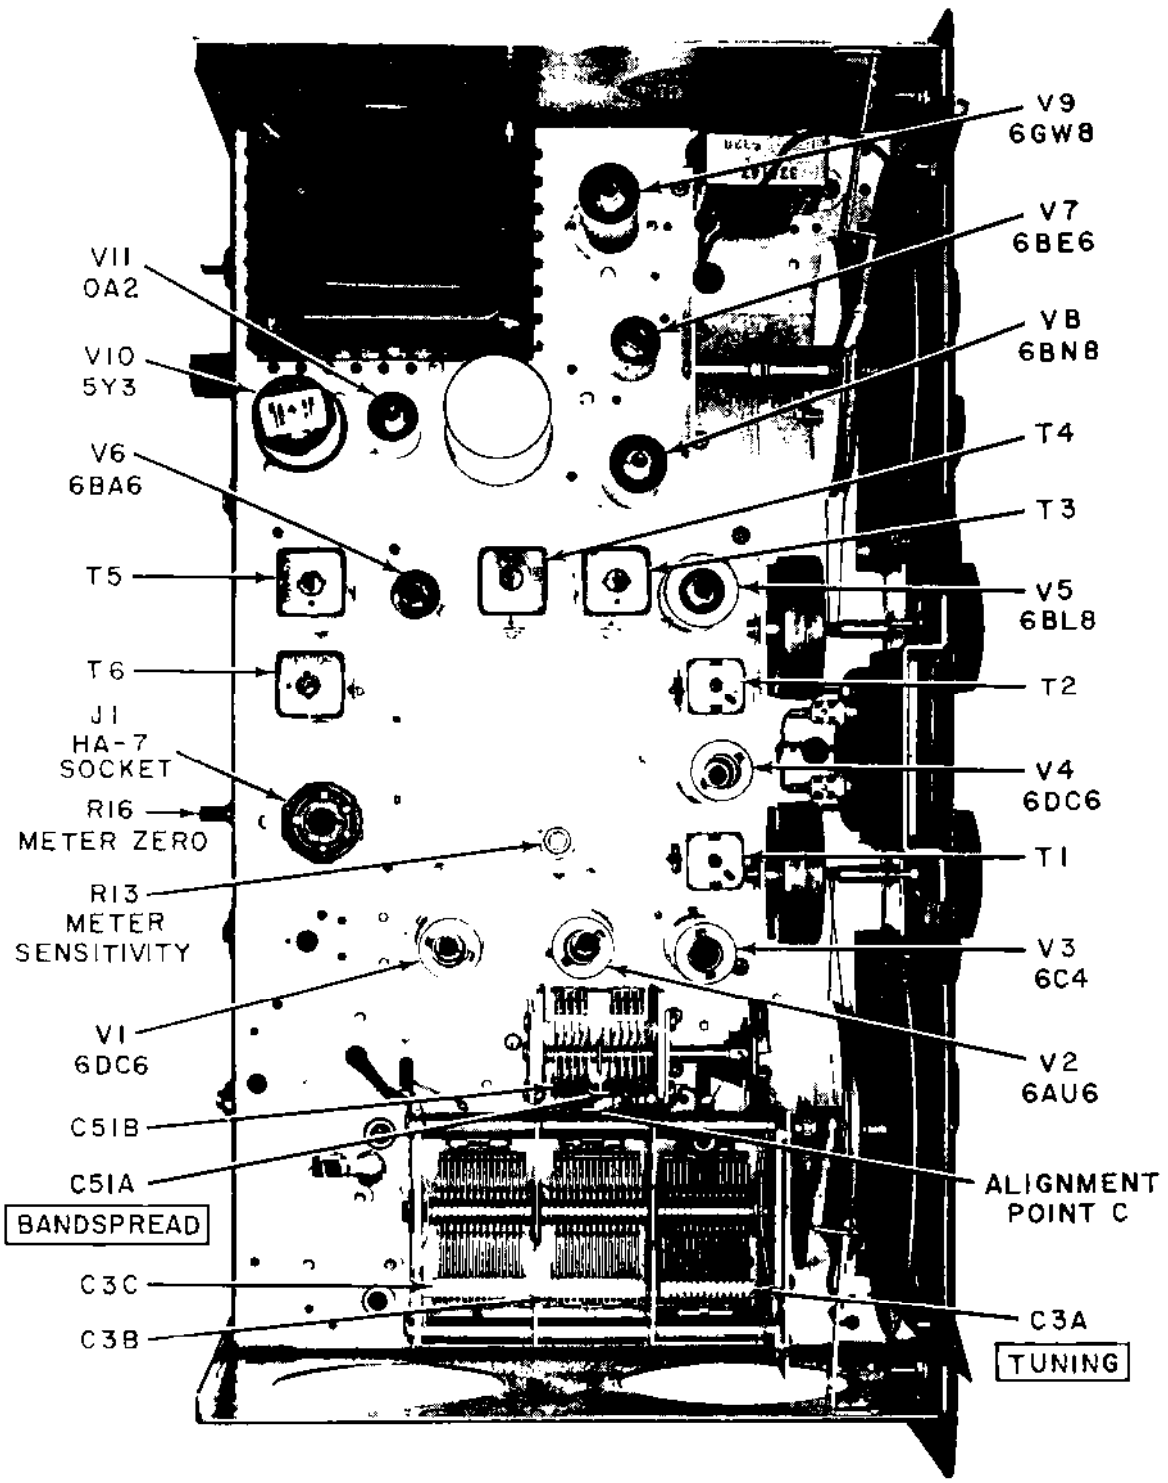 V9
6GW8
V7
6BE6
V11
0A2
V8
6BN8
V10
5Y3
T4
V6
6BA6
T3
T5
V5
6BL8
T6
T2
J1
HA-7
SOCKET
V4
6DC6
R16
METER ZERO
T1
R13
METER
SENSITIVITY
V3
6C4
V1
6DC6
V2
6AU6
C51B
C51A
BANDSPREAD
ALIGNMENT
POINT C
C3C
C3B
C3A
TUNING